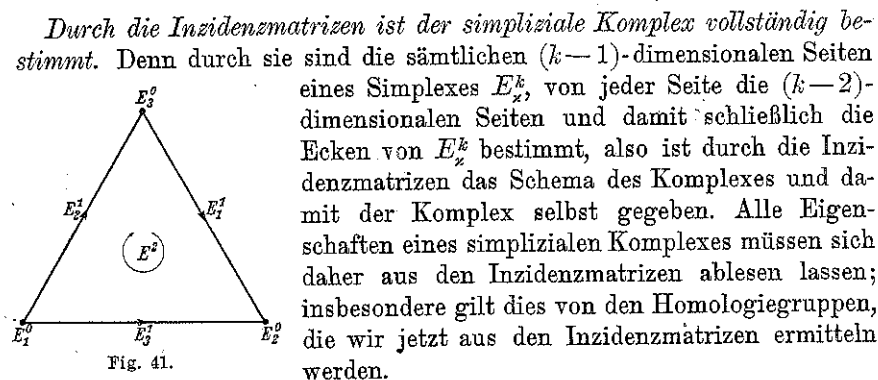 Durch die Inzidenzmatrizen ist der simpliziale Komplex vollständig be-
stimmt. Denn durch sie sind die sämtlichen (k—1)-dimensionalen Seiten
eines Simplexes E^k_ϰ, von jeder Seite die (k—2)-
dimensionalen Seiten und damit schließlich die
Ecken von E^k_ϰ bestimmt, also ist durch die Inzi-
denzmatrizen das Schema des Komplexes und da-
mit der Komplex selbst gegeben. Alle Eigen-
schaften eines simplizialen Komplexes müssen sich
daher aus den Inzidenzmatrizen ablesen lassen;
insbesondere gilt dies von den Homologiegruppen,
die wir jetzt aus den Inzidenzmatrizen ermitteln
werden.
E^0_3
E^1_2
E^1_1
E^2
E^0_1
E^1_3
E^0_2
Fig. 41.